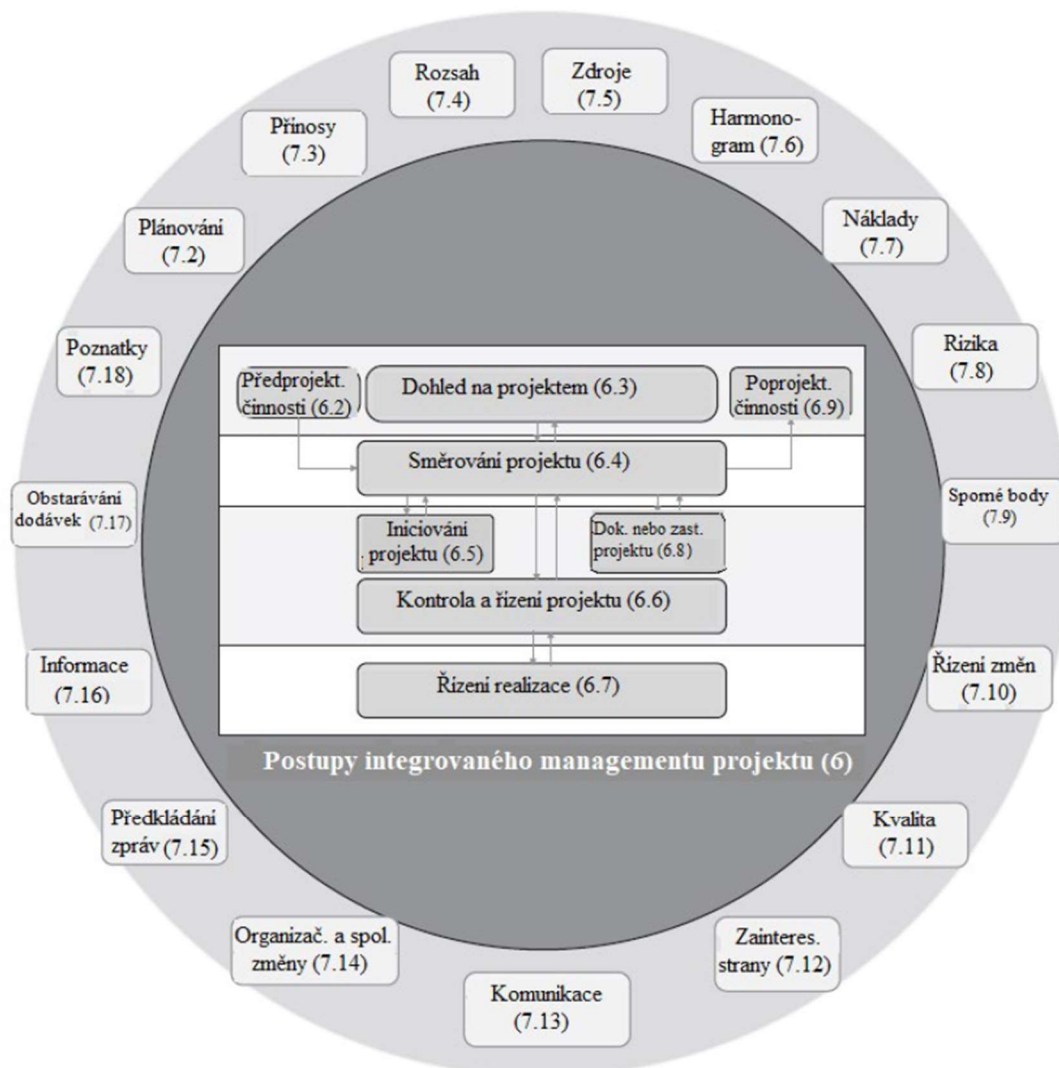 Rozsah
(7.4)
Zdroje
(7.5)
Harmono-
gram (7.6)
Náklady
(7.7)
Rizika
(7.8)
Sporné body
(7.9)
Řízení změn
(7.10)
Kvalita
(7.11)
Zainteres.
strany (7.12)
Komunikace
(7.13)
Organizač. a spol.
změny (7.14)
Předkládání
zpráv (7.15)
Informace
(7.16)
Obstarávání
dodávek (7.17)
Poznatky
(7.18)
Plánování
(7.2)
Přínosy
(7.3)
Předprojekt.
činnosti (6.2)
Dohled na projektem (6.3)
Poprojekt.
činnosti (6.9)
Směrování projektu (6.4)
Iniciování
projektu (6.5)
Dok. nebo zast.
projektu (6.8)
Kontrola a řízení projektu (6.6)
Řízení realizace (6.7)
Postupy integrovaného managementu projektu (6)